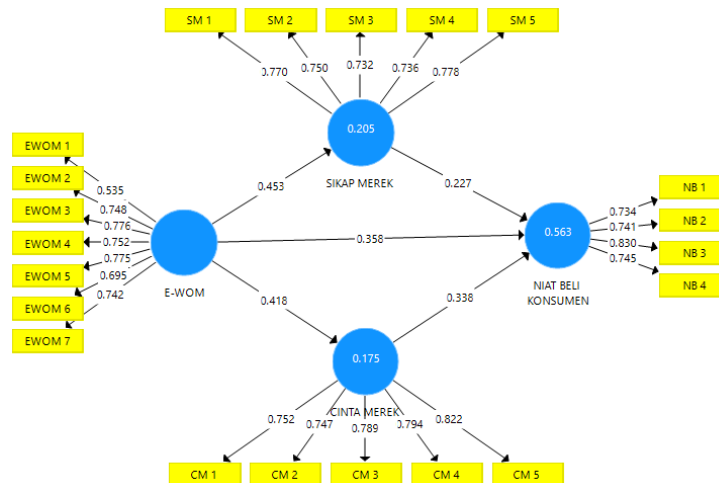 SM 1
SM 2
SM 3
SM 4
SM 5
0.770
0.750
0.732
0.736
0.778
0.205
SIKAP MEREK
EWOM 1
EWOM 2
EWOM 3
EWOM 4
EWOM 5
EWOM 6
EWOM 7
0.535
0.748
0.776
0.752
0.775
0.695
0.742
E-WOM
0.453
0.227
0.358
0.418
0.338
0.563
NIAT BELI
KONSUMEN
0.734
0.741
0.830
0.745
NB 1
NB 2
NB 3
NB 4
0.175
CINTA MEREK
0.752
0.747
0.789
0.794
0.822
CM 1
CM 2
CM 3
CM 4
CM 5